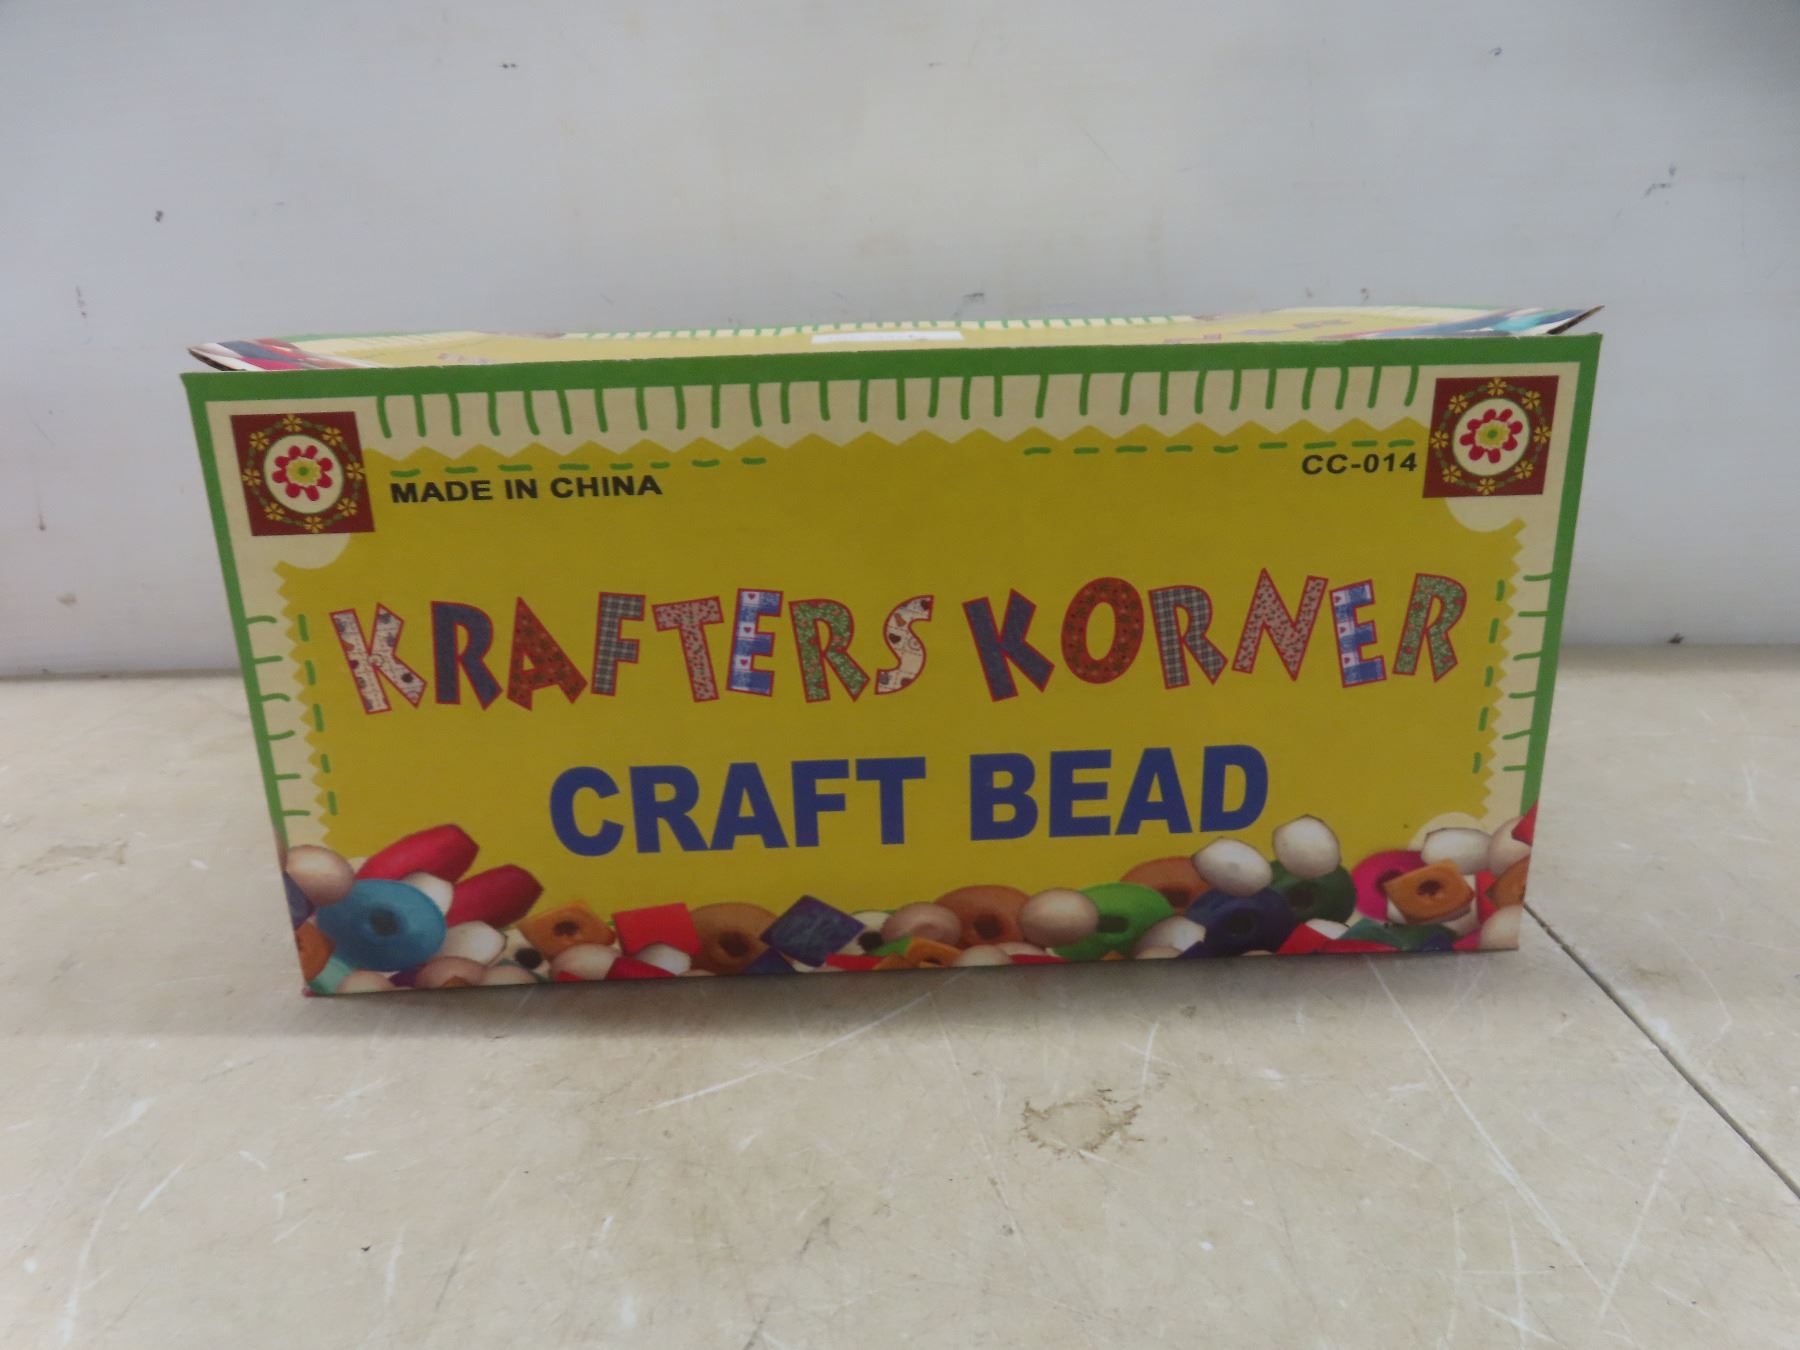 MADE IN CHINA
CC-014
KRAFTERS KORNER
CRAFT BEAD